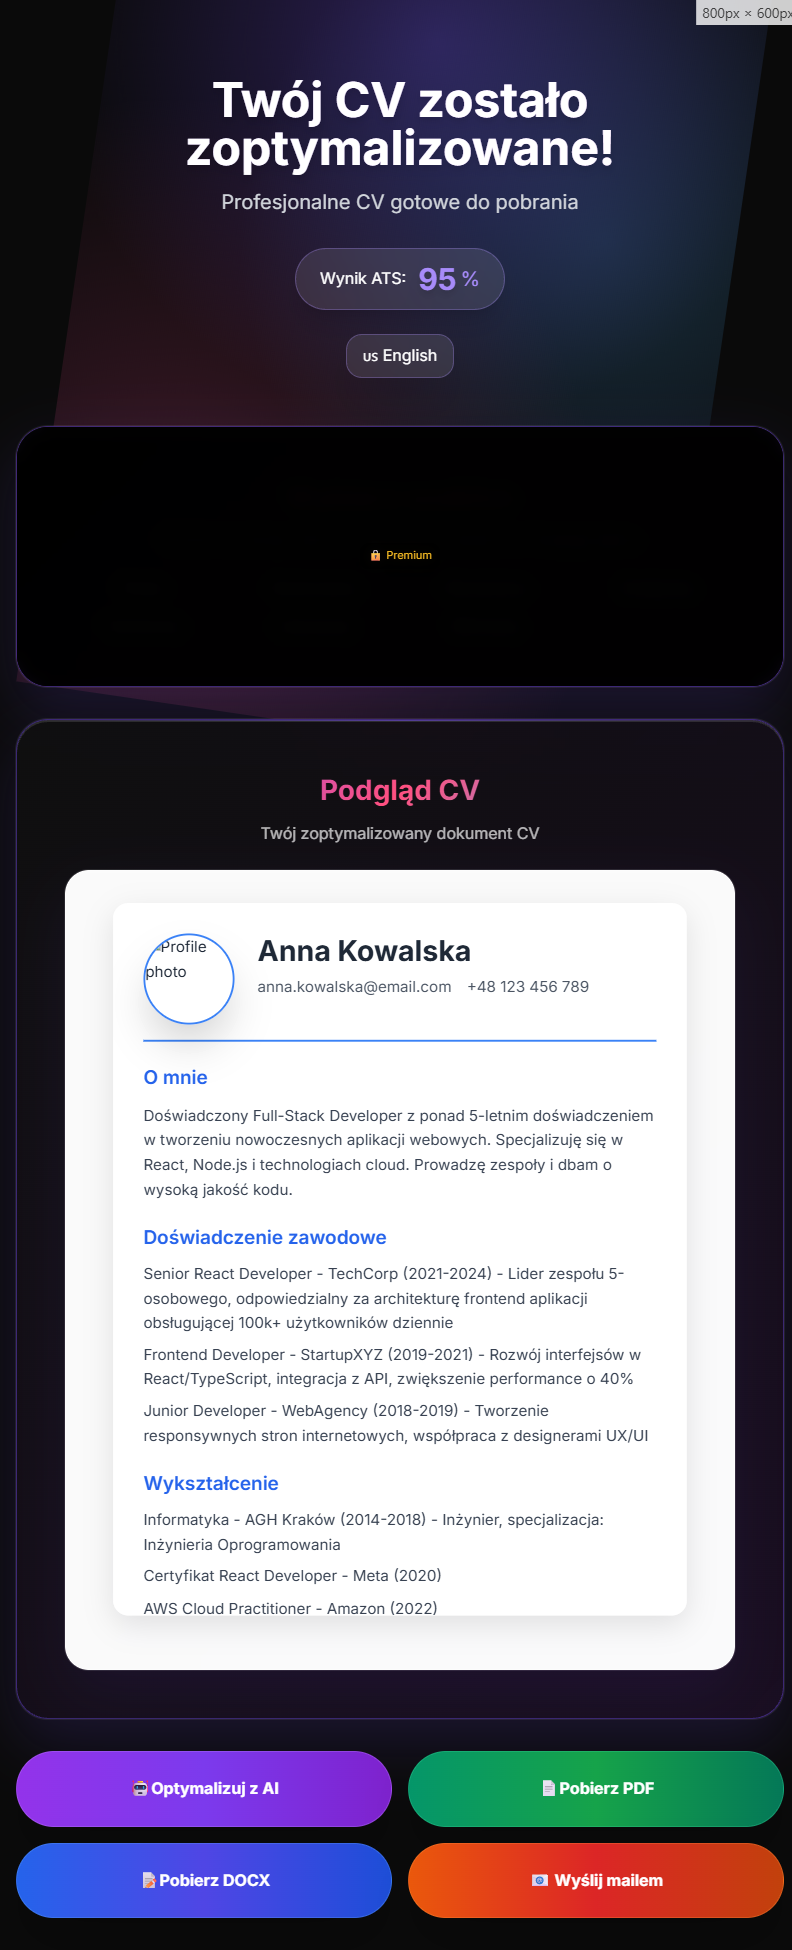 800px × 600px
Twój CV zostało
zoptymalizowane!
Profesjonalne CV gotowe do pobrania
Wynik ATS: 95 %
us English
🔒 Premium
Podgląd CV
Twój zoptymalizowany dokument CV
Profile
photo
Anna Kowalska
anna.kowalska@email.com +48 123 456 789
O mnie
Doświadczony Full-Stack Developer z ponad 5-letnim doświadczeniem
w tworzeniu nowoczesnych aplikacji webowych. Specjalizuję się w
React, Node.js i technologiach cloud. Prowadzę zespoły i dbam o
wysoką jakość kodu.
Doświadczenie zawodowe
Senior React Developer - TechCorp (2021-2024) - Lider zespołu 5-
osobowego, odpowiedzialny za architekturę frontend aplikacji
obsługującej 100k+ użytkowników dziennie
Frontend Developer - StartupXYZ (2019-2021) - Rozwój interfejsów w
React/TypeScript, integracja z API, zwiększenie performance o 40%
Junior Developer - WebAgency (2018-2019) - Tworzenie
responsywnych stron internetowych, współpraca z designerami UX/UI
Wykształcenie
Informatyka - AGH Kraków (2014-2018) - Inżynier, specjalizacja:
Inżynieria Oprogramowania
Certyfikat React Developer - Meta (2020)
AWS Cloud Practitioner - Amazon (2022)
🤖 Optymalizuj z AI
📄 Pobierz PDF
📝 Pobierz DOCX
📧 Wyślij mailem